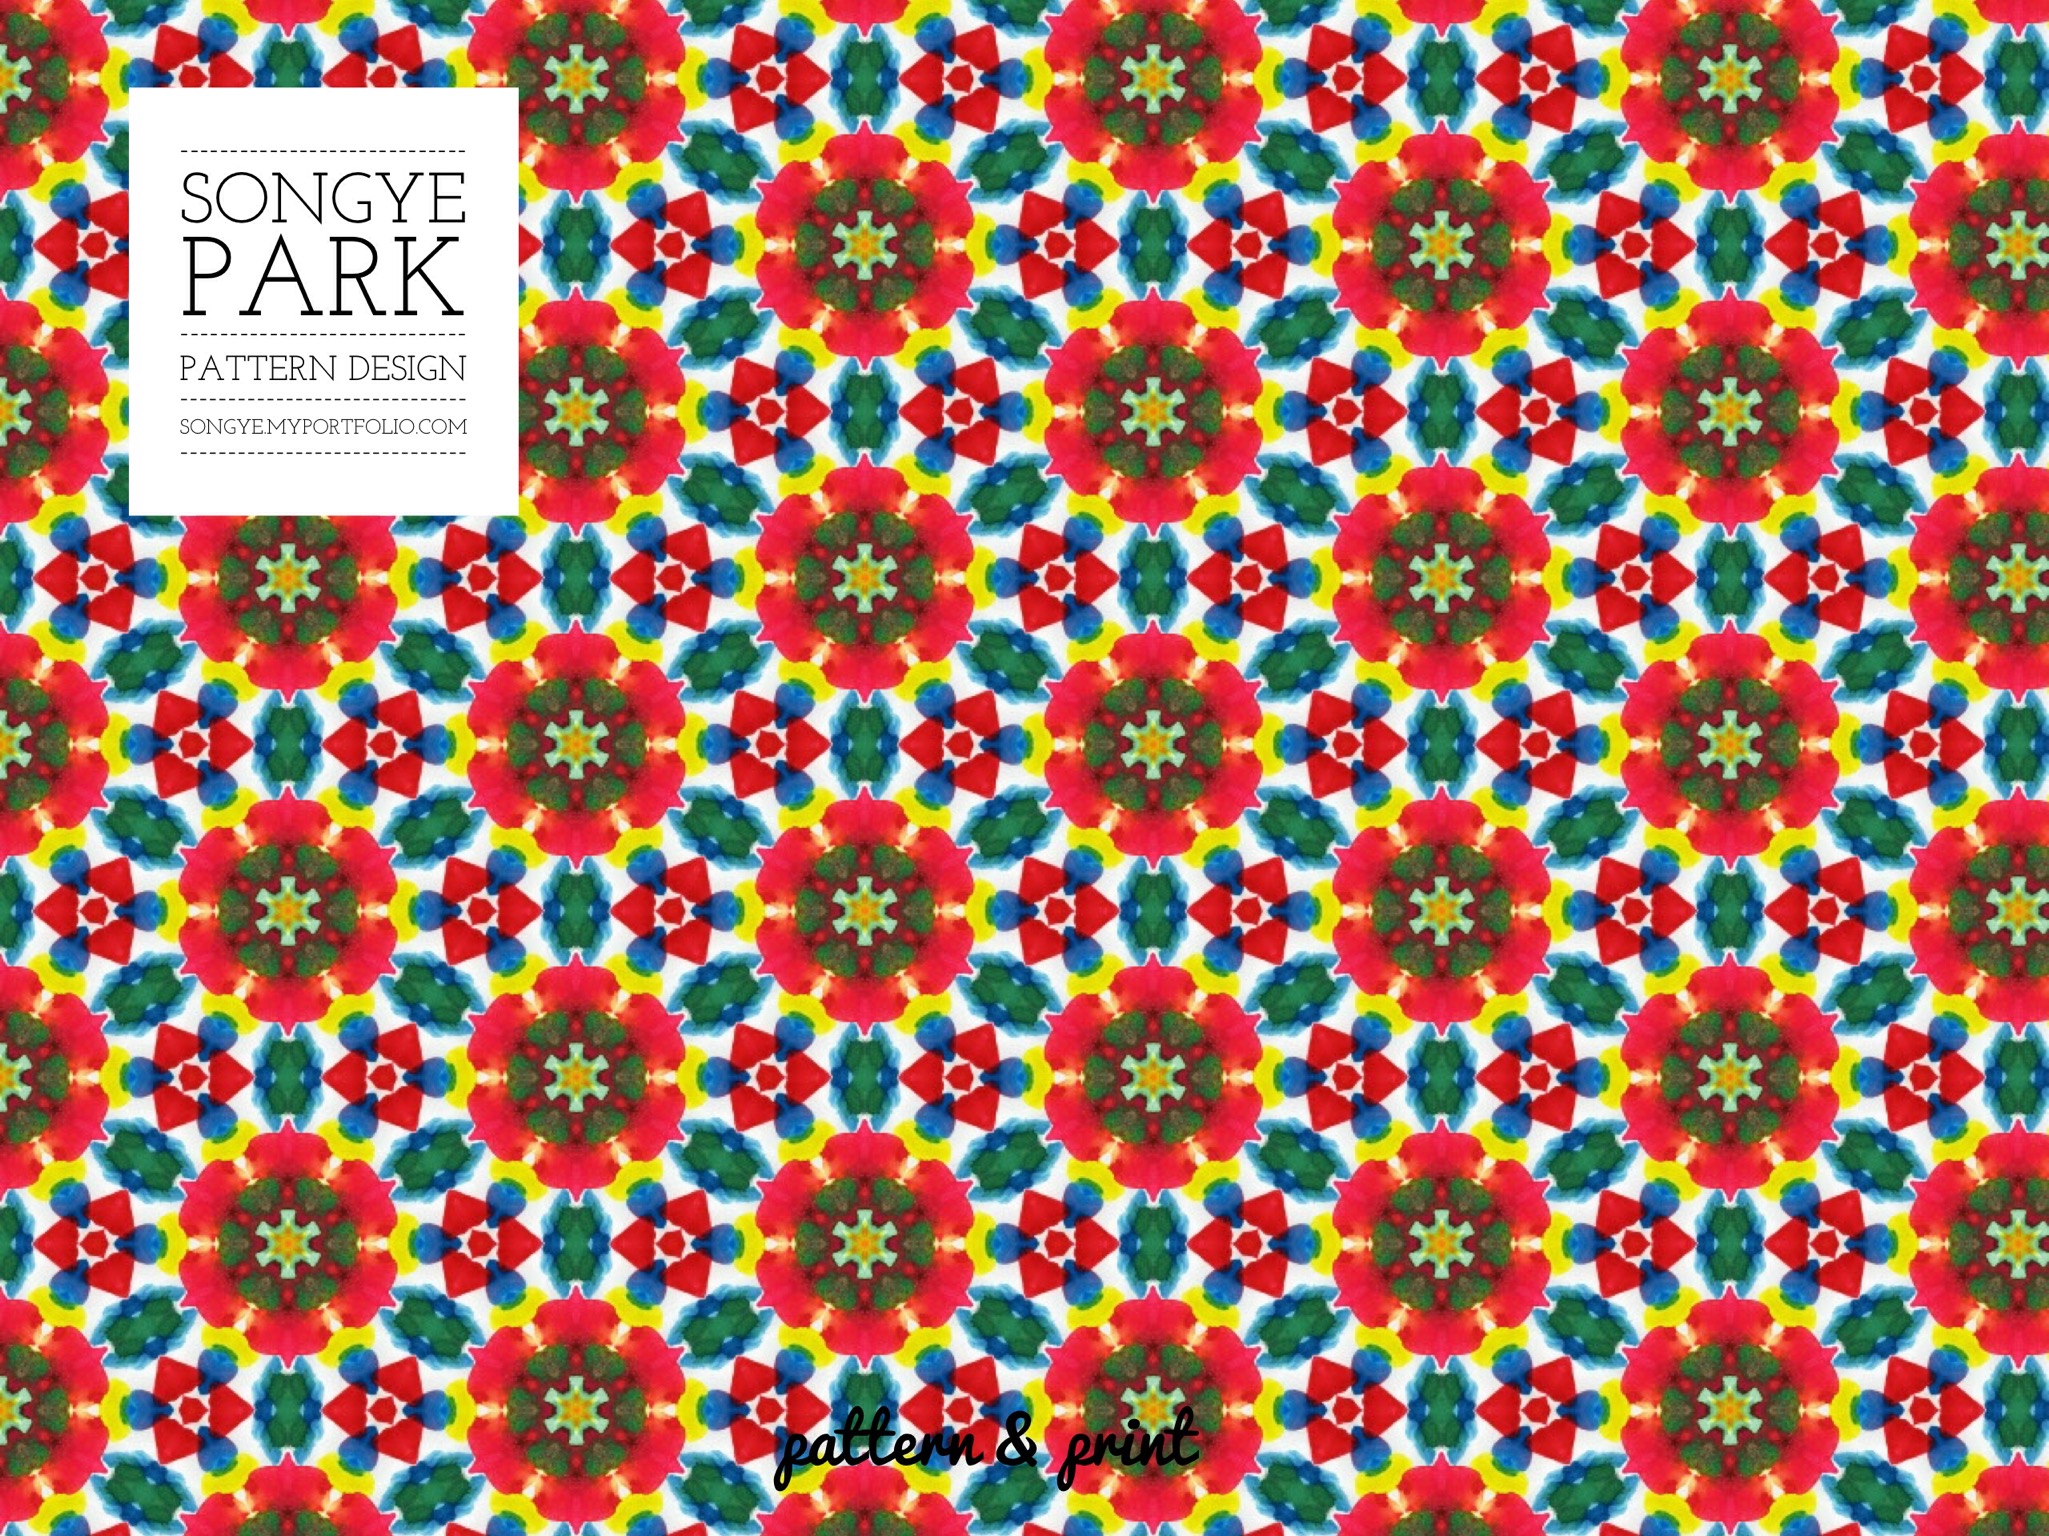 SONGYE
PARK
PATTERN DESIGN
SONGYE.MYPORTFOLIO.COM
pattern & print